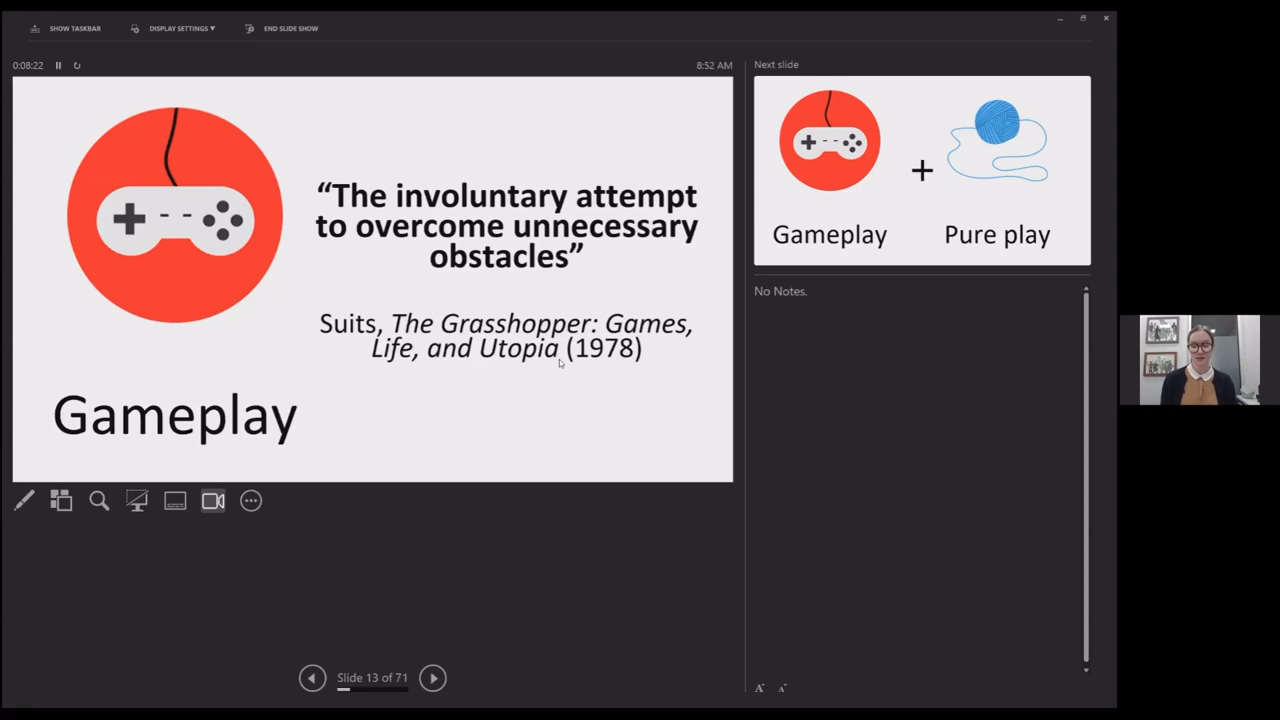 SHOW TASKBAR
DISPLAY SETTINGS ▼
END SLIDE SHOW
0:08:22
8:52 AM
“The involuntary attempt
to overcome unnecessary
obstacles”
Suits, The Grasshopper: Games,
Life, and Utopia (1978)
Gameplay
Next slide
+
Gameplay
Pure play
No Notes.
Slide 13 of 71
A
A